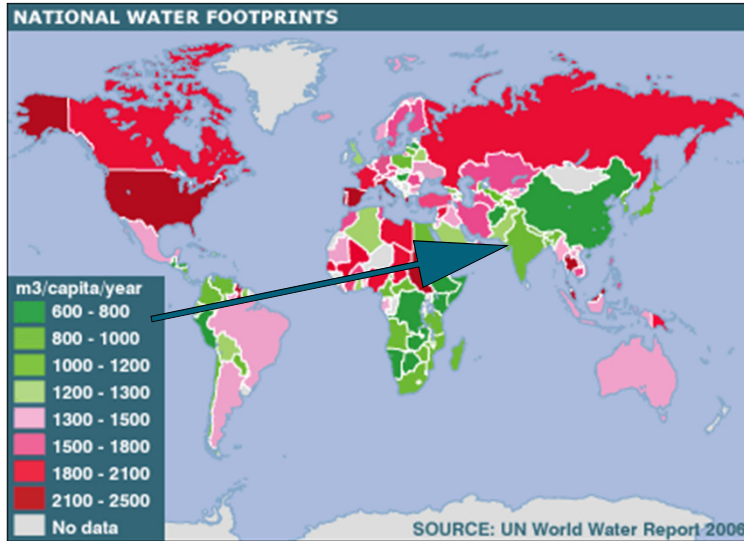 NATIONAL WATER FOOTPRINTS
m3/capita/year
600 - 800
800 - 1000
1000 - 1200
1200 - 1300
1300 - 1500
1500 - 1800
1800 - 2100
2100 - 2500
No data
SOURCE: UN World Water Report 2006